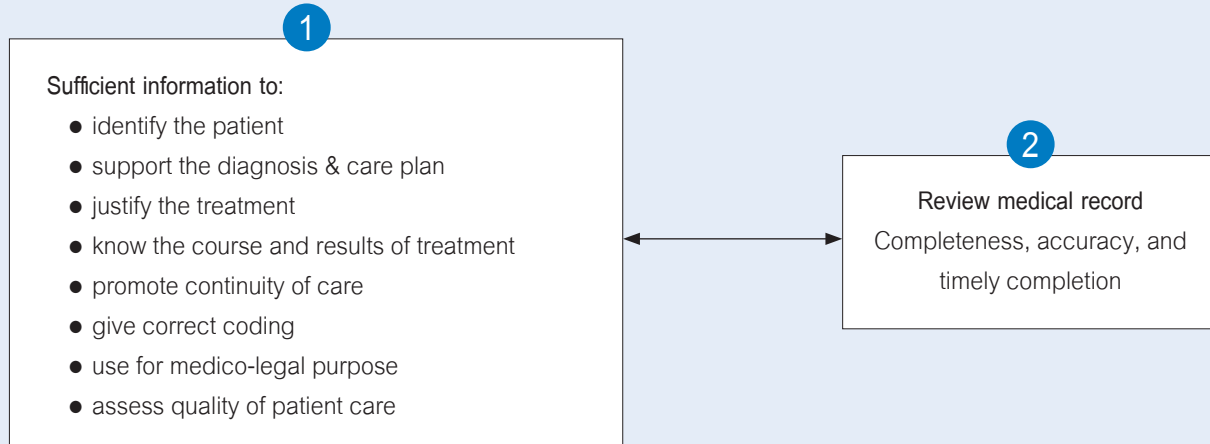 1
Sufficient information to:
● identify the patient
● support the diagnosis & care plan
● justify the treatment
● know the course and results of treatment
● promote continuity of care
● give correct coding
● use for medico-legal purpose
● assess quality of patient care
2
Review medical record
Completeness, accuracy, and
timely completion